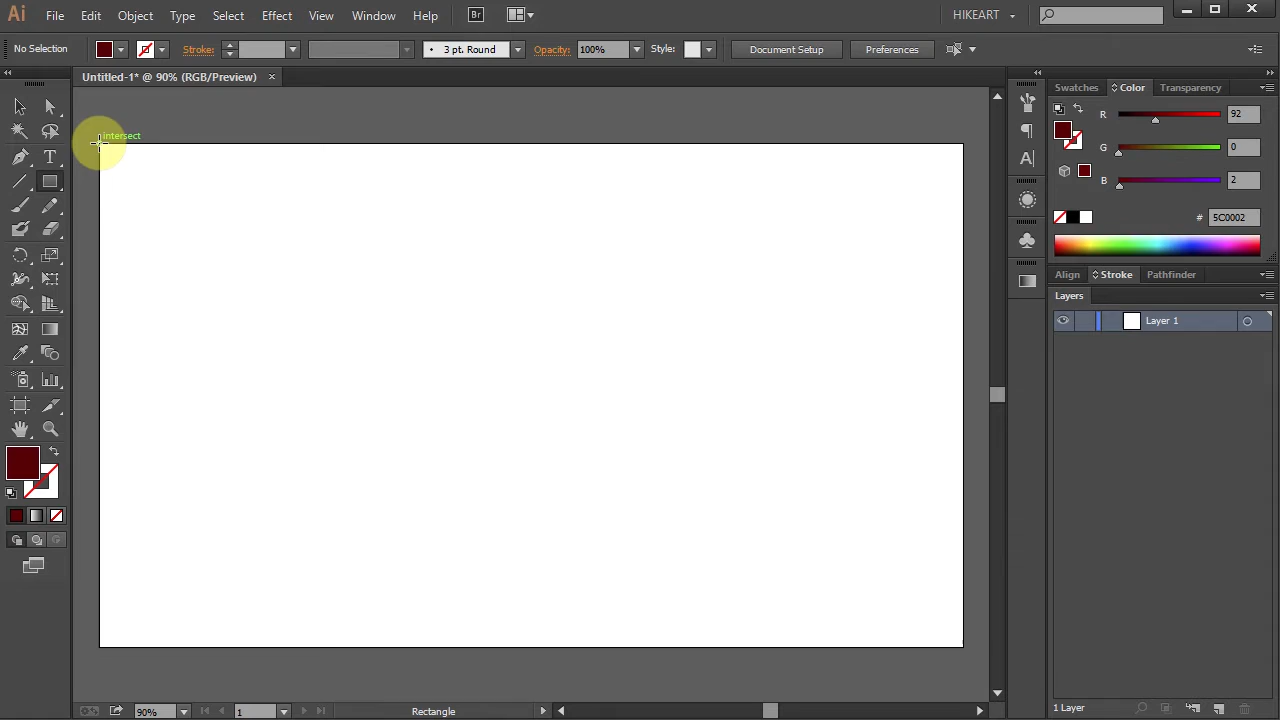 Ai File Edit Object Type Select Effect View Window Help Br HIKEART
No Selection Stroke: 3 pt. Round Opacity: 100% Style: Document Setup Preferences
Untitled-1* @ 90% (RGB/Preview) ×
Swatches Color Transparency
R 92
G 0
B 2
# 5C0002
intersect
Align Stroke Pathfinder
Layers
Layer 1
1 Layer
90% 1 Rectangle